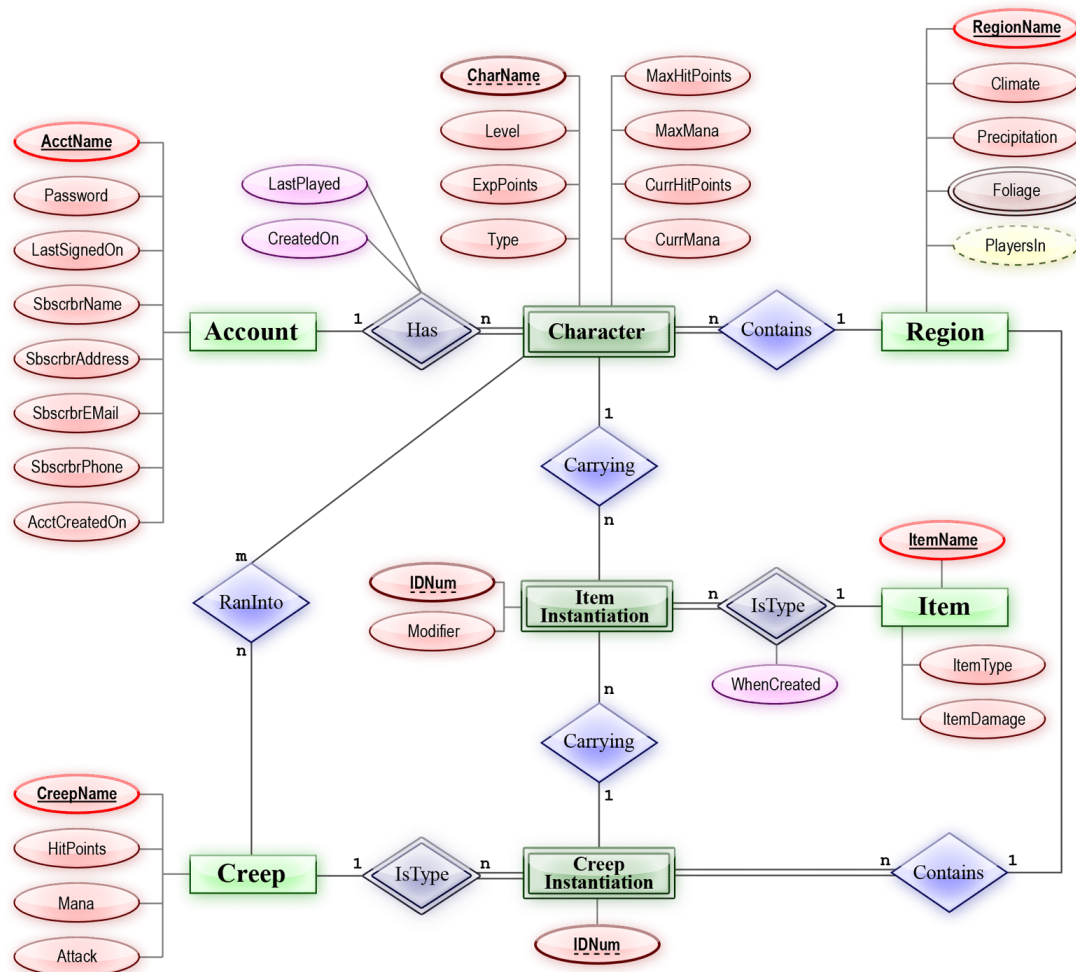 RegionName
CharName
MaxHitPoints
Climate
Level
MaxMana
Precipitation
AcctName
LastPlayed
ExpPoints
CurrHitPoints
Foliage
Password
CreatedOn
Type
CurrMana
PlayersIn
LastSignedOn
SbscrbrName
Account
1
Has
n
Character
n
Contains
1
Region
SbscrbrAddress
SbscrbrEMail
1
SbscrbrPhone
Carrying
AcctCreatedOn
n
m
ItemName
RanInto
IDNum
Item
Instantiation
n
IsType
1
Item
n
Modifier
ItemType
WhenCreated
n
ItemDamage
Carrying
CreepName
1
HitPoints
Creep
1
IsType
n
Creep
Instantiation
n
Contains
1
Mana
IDNum
Attack